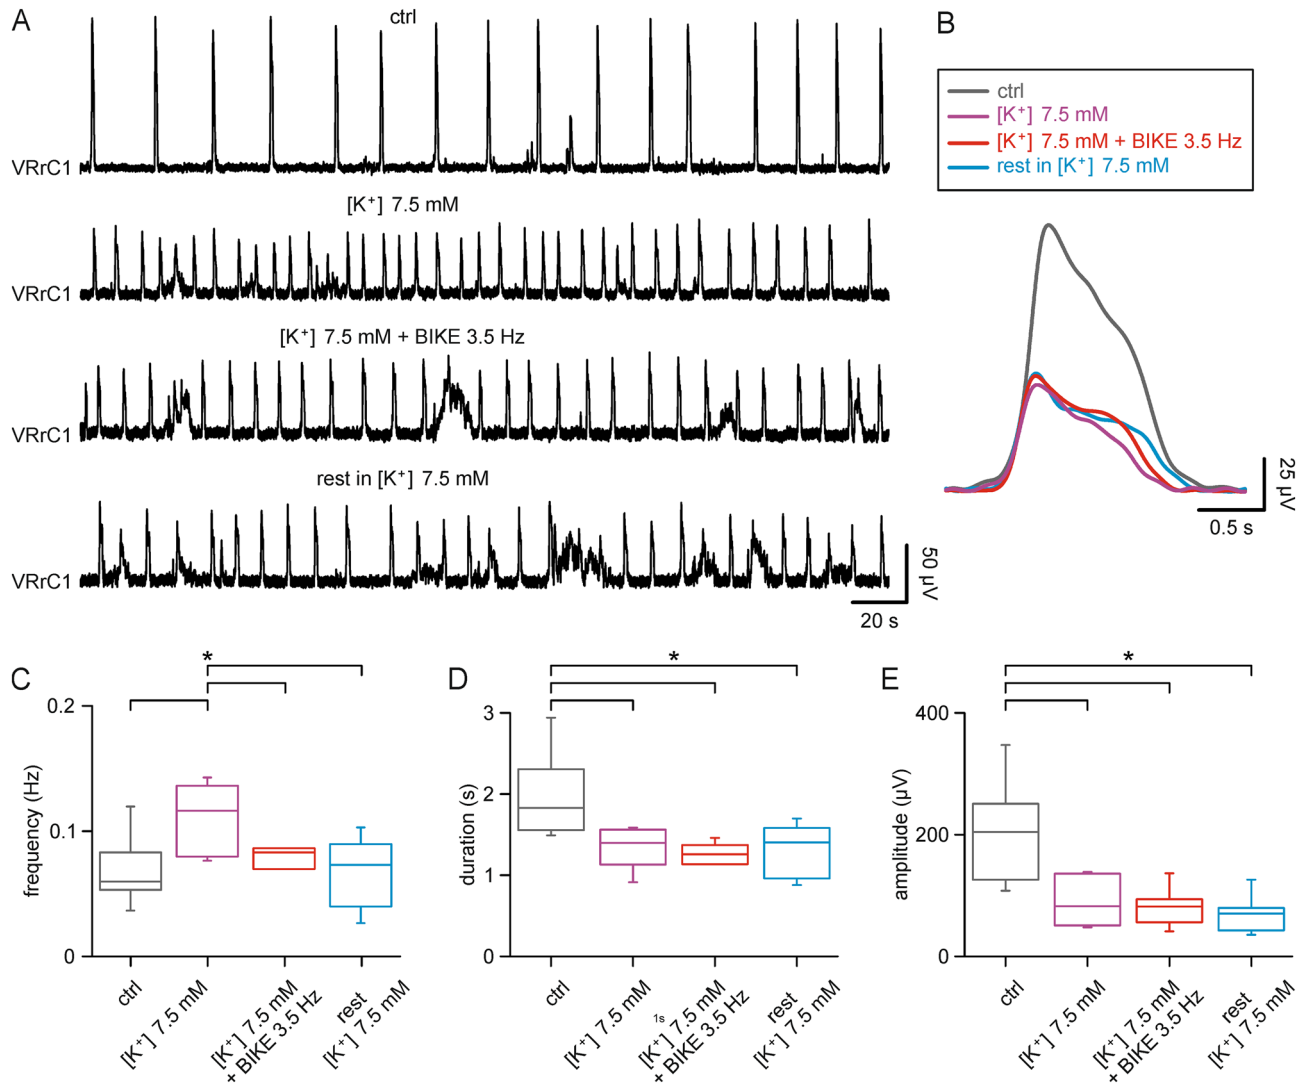 A
ctrl
VRrC1
[K⁺] 7.5 mM
VRrC1
[K⁺] 7.5 mM + BIKE 3.5 Hz
VRrC1
rest in [K⁺] 7.5 mM
VRrC1
50 µV
20 s
B
ctrl
[K⁺] 7.5 mM
[K⁺] 7.5 mM + BIKE 3.5 Hz
rest in [K⁺] 7.5 mM
25 µV
0.5 s
C
*
frequency (Hz)
0.2
0.1
0
ctrl
[K⁺] 7.5 mM
[K⁺] 7.5 mM
+ BIKE 3.5 Hz
rest
[K⁺] 7.5 mM
D
*
duration (s)
3
2
1
0
ctrl
[K⁺] 7.5 mM
1s
[K⁺] 7.5 mM
+ BIKE 3.5 Hz
rest
[K⁺] 7.5 mM
E
*
amplitude (µV)
400
200
0
ctrl
[K⁺] 7.5 mM
[K⁺] 7.5 mM
+ BIKE 3.5 Hz
rest
[K⁺] 7.5 mM